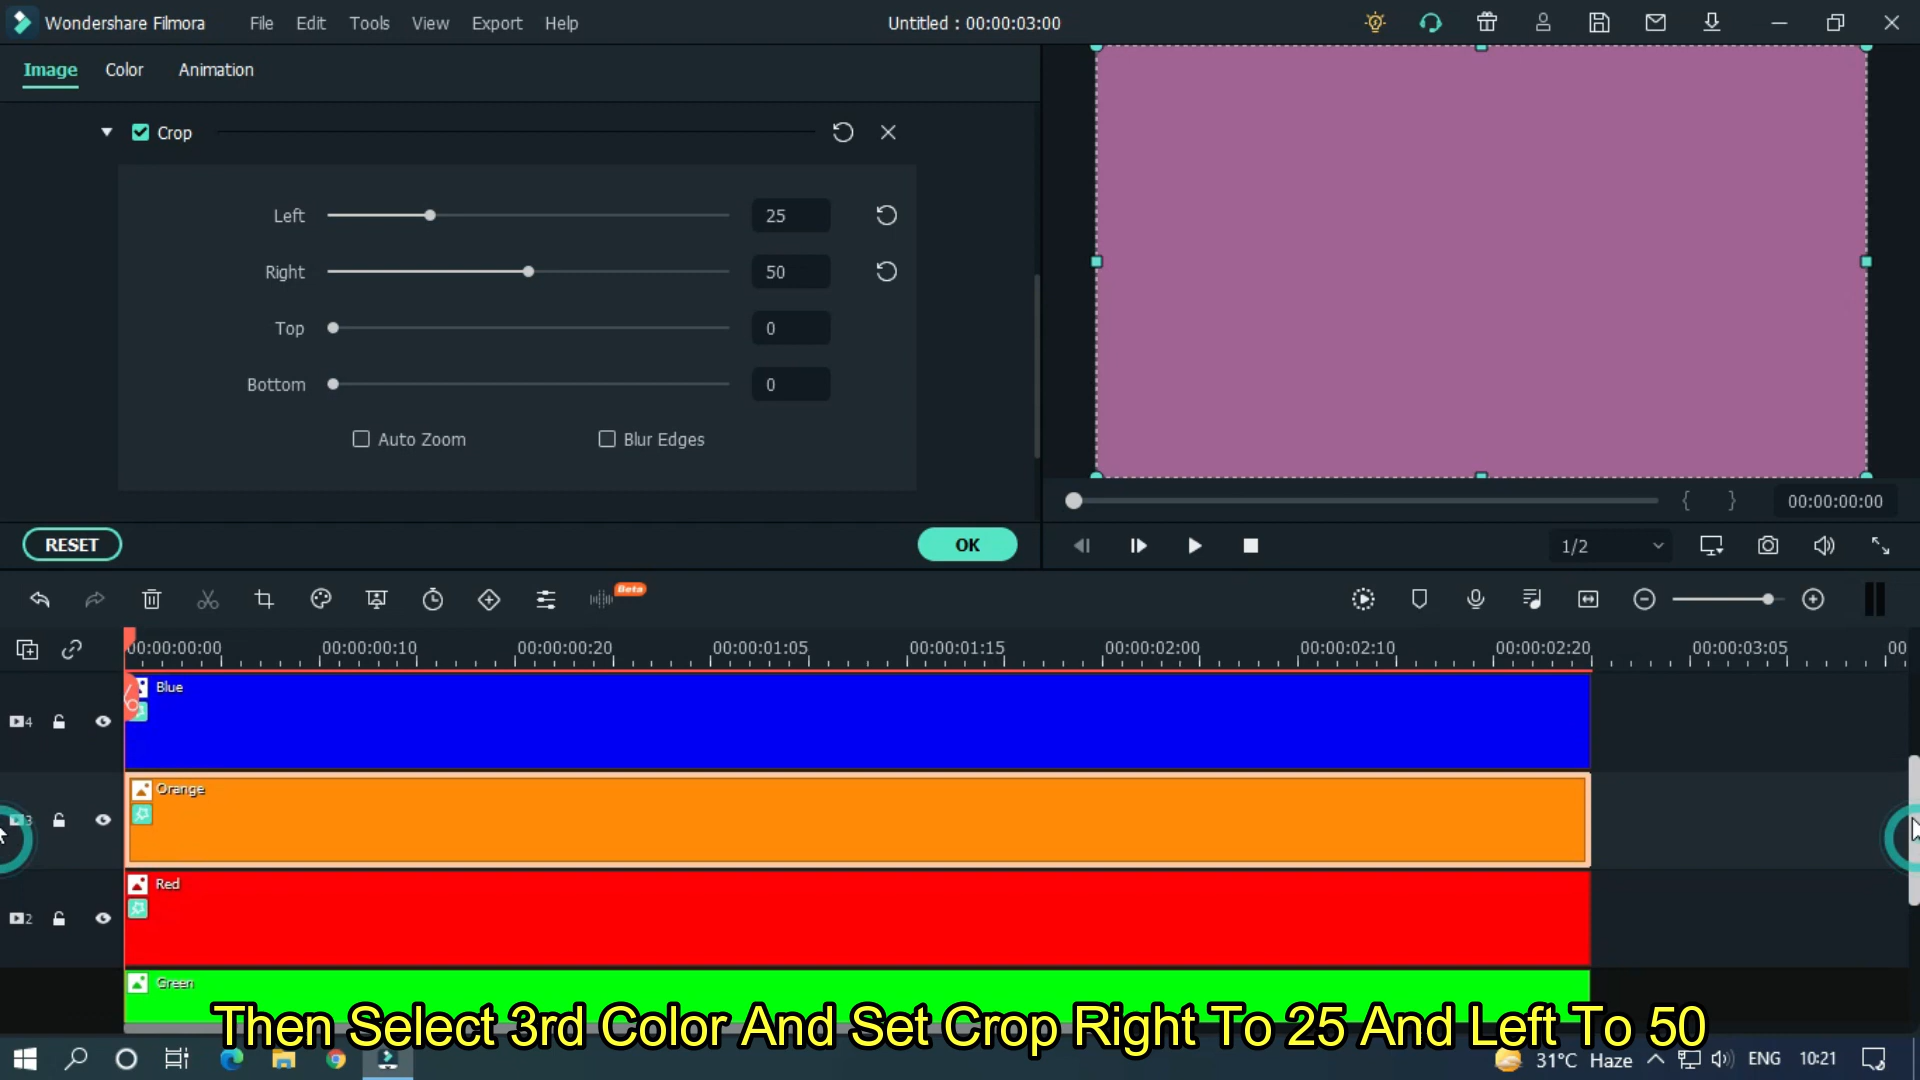 Wondershare Filmora File Edit Tools View Export Help Untitled : 00:00:03:00
Image Color Animation
Crop
Left 25
Right 50
Top 0
Bottom 0
Auto Zoom Blur Edges
{ } 00:00:00:00
RESET OK 1/2
Beta
00:00:00:00 00:00:00:10 00:00:00:20 00:00:01:05 00:00:01:15 00:00:02:00 00:00:02:10 00:00:02:20 00:00:03:05 00
Blue
4
Orange
3
Red
2
Green
Then Select 3rd Color And Set Crop Right To 25 And Left To 50
31°C Haze ENG 10:21